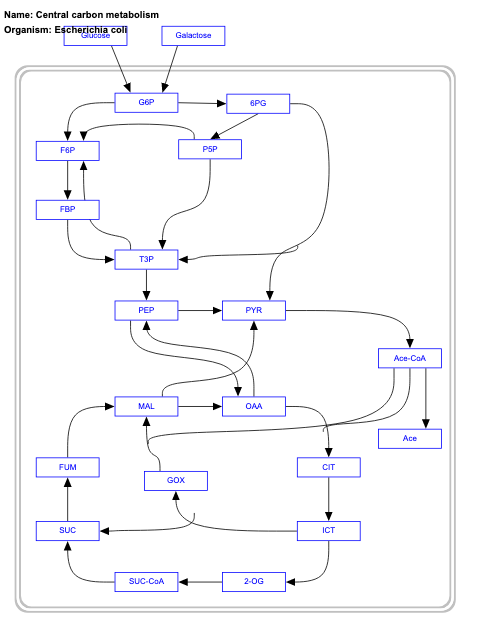 Name: Central carbon metabolism
Organism: Escherichia coli
Glucose
Galactose
G6P
6PG
F6P
P5P
FBP
T3P
PEP
PYR
Ace-CoA
MAL
OAA
Ace
FUM
GOX
CIT
SUC
ICT
SUC-CoA
2-OG